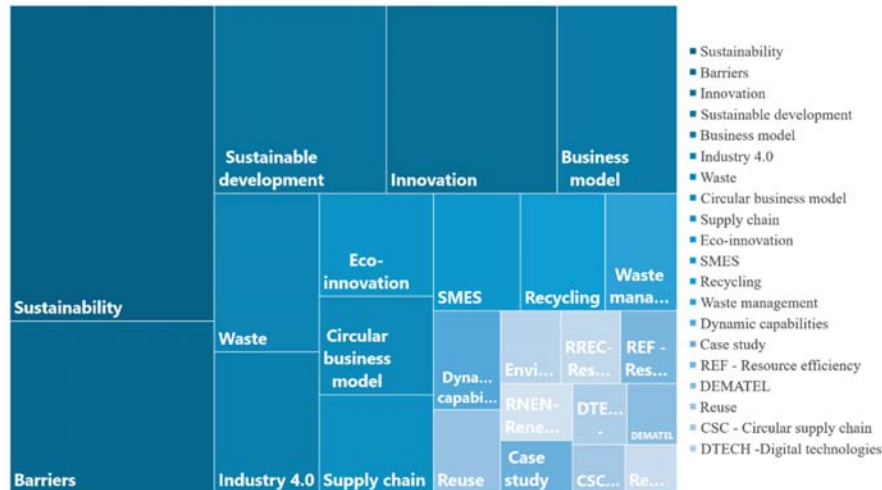 Sustainable
development
Innovation
Business
model
Sustainability
Eco-
innovation
SMES
Recycling
Waste
mana...
Waste
Circular
business
model
Dyna...
capabi...
Envi...
RREC-
Res...
REF -
Res...
RNEN-
Rene...
DTE...
-
DEMATEL
Barriers
Industry 4.0
Supply chain
Reuse
Case
study
CSC...
Re...
Sustainability
Barriers
Innovation
Sustainable development
Business model
Industry 4.0
Waste
Circular business model
Supply chain
Eco-innovation
SMES
Recycling
Waste management
Dynamic capabilities
Case study
REF - Resource efficiency
DEMATEL
Reuse
CSC - Circular supply chain
DTECH -Digital technologies